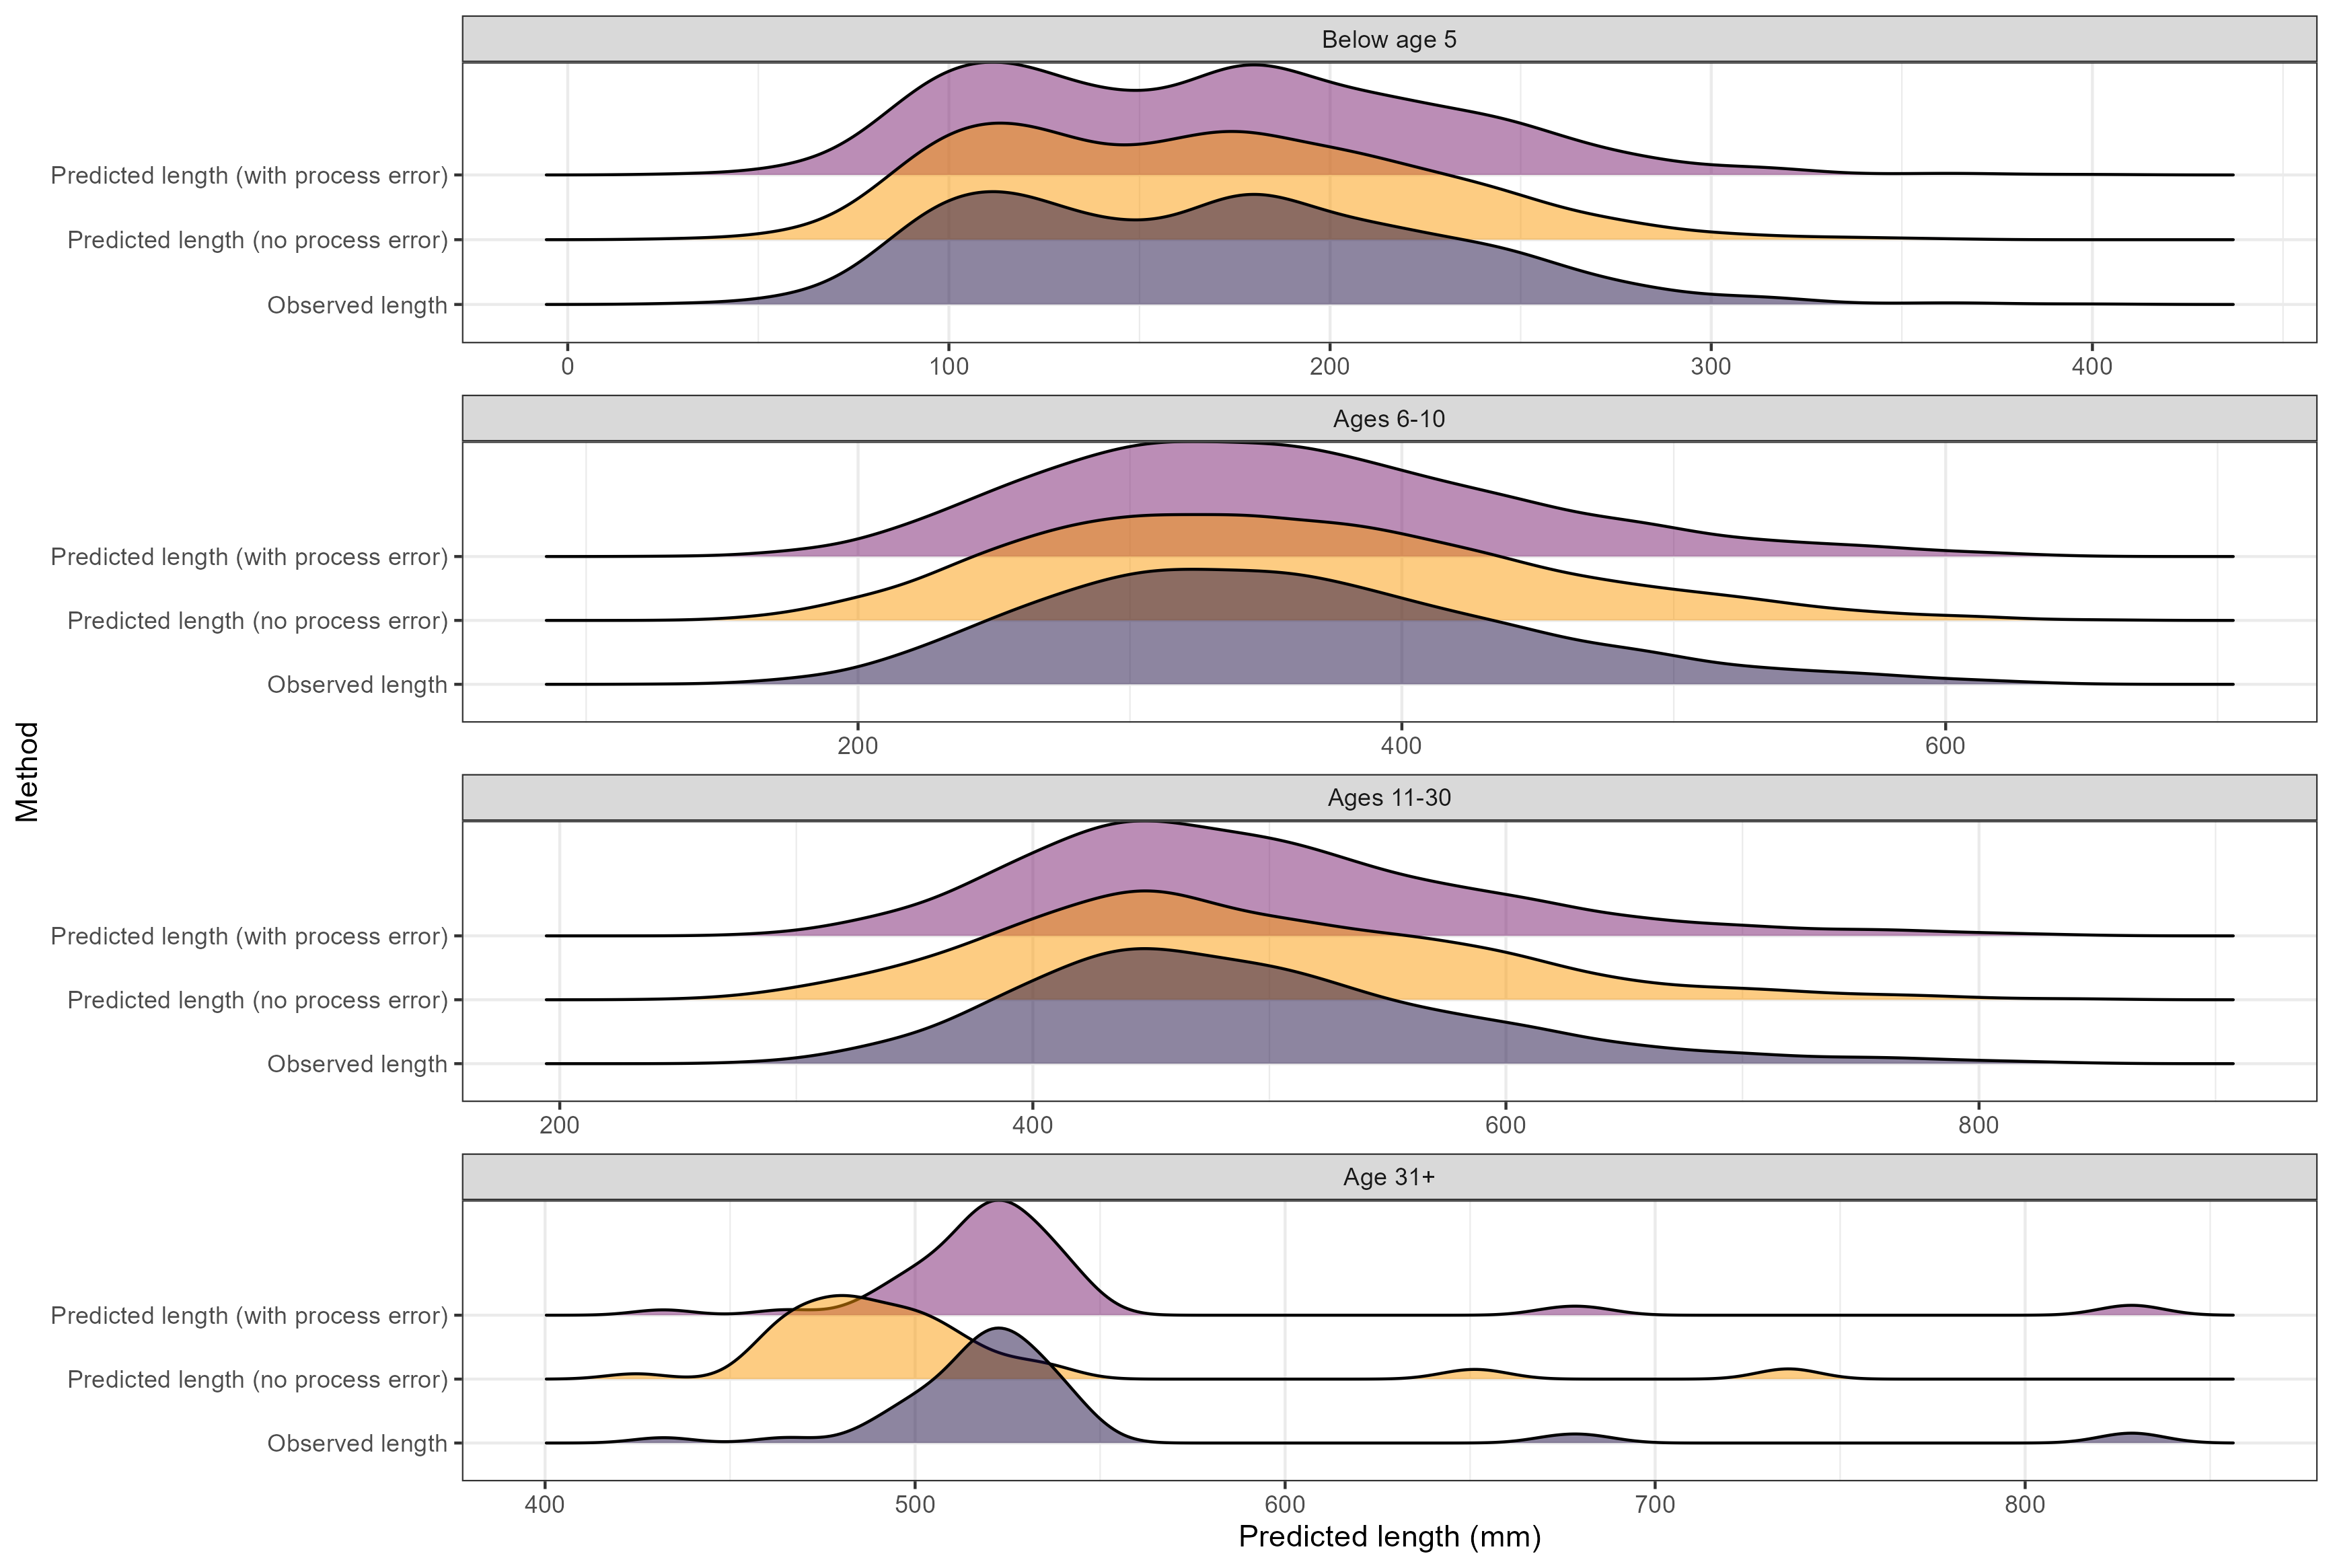 Below age 5
Predicted length (with process error)
Predicted length (no process error)
Observed length
0 100 200 300 400
Ages 6-10
Predicted length (with process error)
Predicted length (no process error)
Observed length
200 400 600
Ages 11-30
Predicted length (with process error)
Predicted length (no process error)
Observed length
200 400 600 800
Age 31+
Predicted length (with process error)
Predicted length (no process error)
Observed length
400 500 600 700 800
Predicted length (mm)
Method